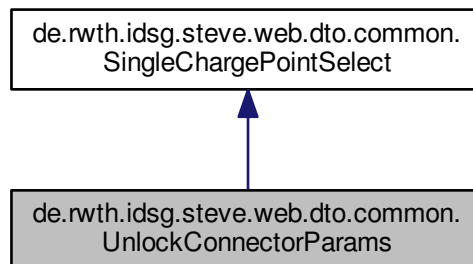 de.rwth.idsg.steve.web.dto.common.
SingleChargePointSelect
de.rwth.idsg.steve.web.dto.common.
UnlockConnectorParams